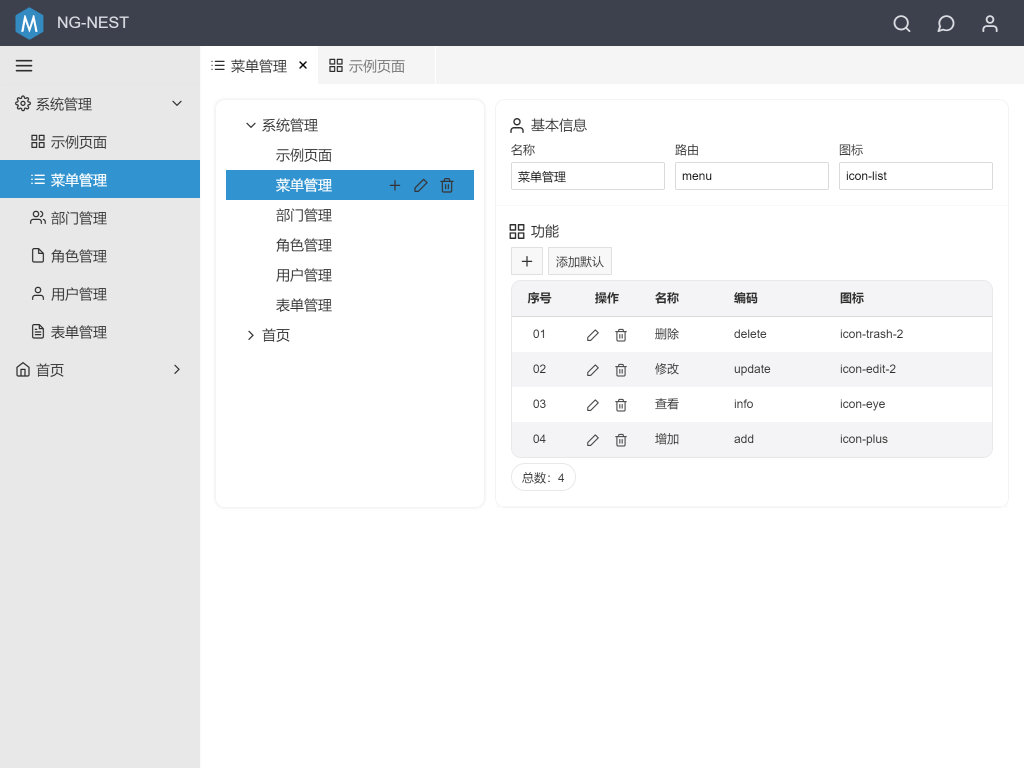 NG-NEST
菜单管理
示例页面
系统管理
示例页面
菜单管理
部门管理
角色管理
用户管理
表单管理
首页
系统管理
示例页面
菜单管理
部门管理
角色管理
用户管理
表单管理
首页
基本信息
名称 路由 图标
菜单管理 menu icon-list
功能
添加默认
序号 操作 名称 编码 图标
01 删除 delete icon-trash-2
02 修改 update icon-edit-2
03 查看 info icon-eye
04 增加 add icon-plus
总数: 4